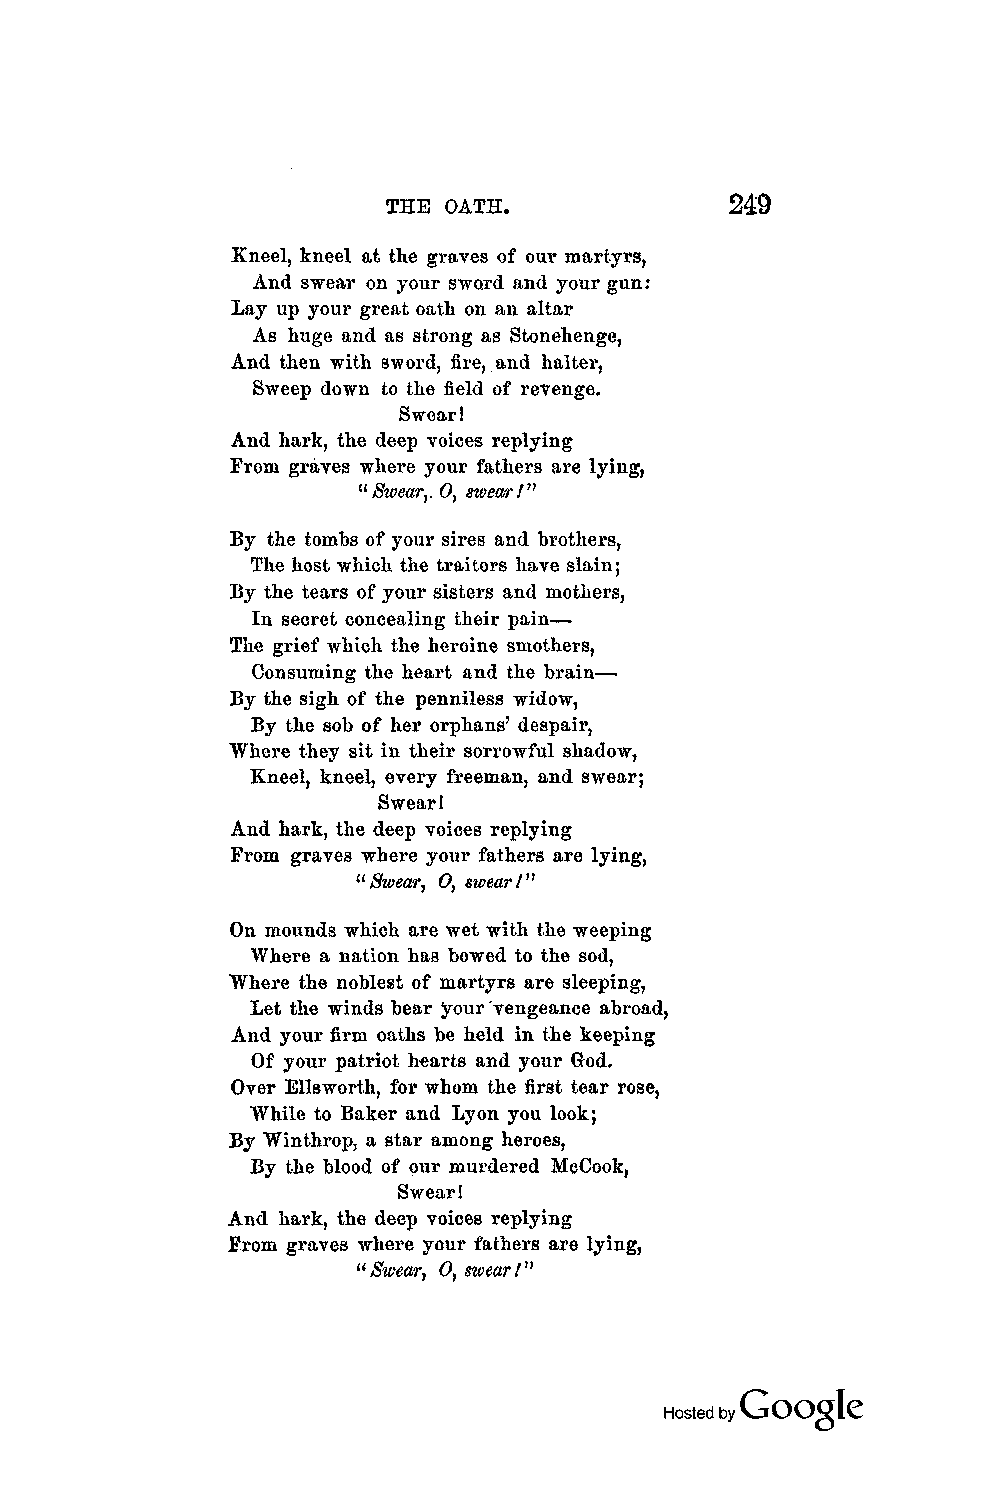 THE OATH. 249
Kneel, kneel at the graves of our martyrs,
And swear on your sword and your gun:
Lay up your great oath on an altar
As huge and as strong as Stonehenge,
And then with sword, fire, and halter,
Sweep down to the field of revenge.
Swear!
And hark, the deep voices replying
From graves where your fathers are lying,
"Swear,. O, swear!"
By the tombs of your sires and brothers,
The host which the traitors have slain;
By the tears of your sisters and mothers,
In secret concealing their pain—
The grief which the heroine smothers,
Consuming the heart and the brain—
By the sigh of the penniless widow,
By the sob of her orphans' despair,
Where they sit in their sorrowful shadow,
Kneel, kneel, every freeman, and swear;
Swear!
And hark, the deep voices replying
From graves where your fathers are lying,
"Swear, O, swear!"
On mounds which are wet with the weeping
Where a nation has bowed to the sod,
Where the noblest of martyrs are sleeping,
Let the winds bear your vengeance abroad,
And your firm oaths be held in the keeping
Of your patriot hearts and your God.
Over Ellsworth, for whom the first tear rose,
While to Baker and Lyon you look;
By Winthrop, a star among heroes,
By the blood of our murdered McCook,
Swear!
And hark, the deep voices replying
From graves where your fathers are lying,
"Swear, O, swear!"
Hosted by Google